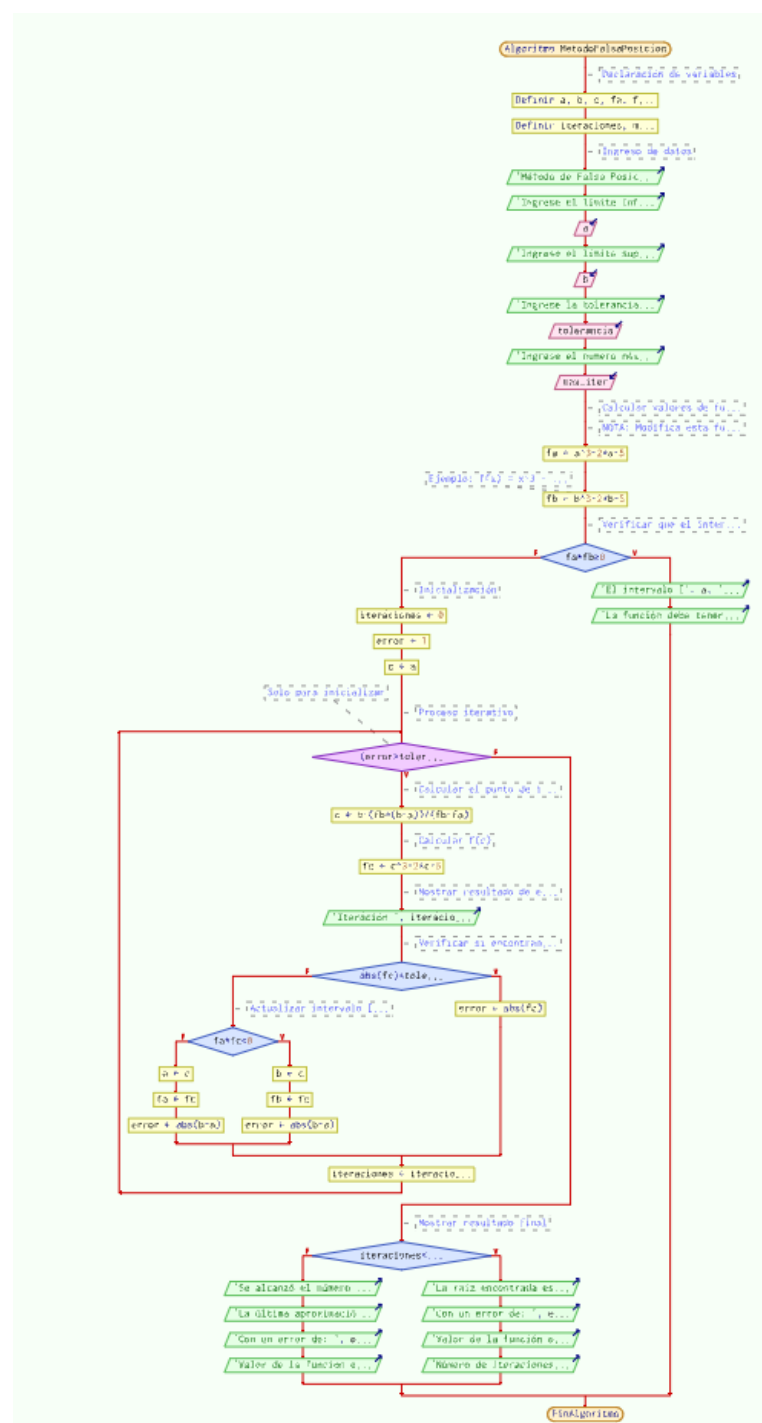 Algoritmo MetodoFalsaPosicion
Declaración de variables
Definir a, b, c, fa, f...
Definir iteraciones, m...
Ingreso de datos
'Método de Falsa Posic...
'Ingrese el límite inf...
a
'Ingrese el límite sup...
b
'Ingrese la tolerancia...
tolerancia
'Ingrese el número máx...
max_iter
Calcular valores de fu...
NOTA: Modifica esta fu...
fa ← a^3-2*a-5
Ejemplo: f(x) = x^3 - ...
fb ← b^3-2*b-5
Verificar que el inter...
F
V
Inicialización
'El intervalo [', a, '...
iteraciones ← 0
'La función debe tener...
error ← 1
c ← a
Solo para inicializar
Proceso iterativo
(error>toler...
F
V
Calcular el punto de i...
c ← b-(fb*(b-a))/(fb-fa)
Calcular f(c)
fc ← c^3-2*c-5
Mostrar resultado de e...
'Iteración ', iteracio...
Verificar si encontram...
F
abs(fc)<tole...
V
Actualizar intervalo [...
error ← abs(fc)
F
fa*fc<0
V
a ← c
b ← c
fa ← fc
fb ← fc
error ← abs(b-a)
error ← abs(b-a)
iteraciones ← iteracio...
Mostrar resultado final
F
iteraciones<...
V
'Se alcanzó el número ...
'La raíz encontrada es...
'La última aproximació...
'Con un error de: ', e...
'Con un error de: ', e...
'Valor de la función e...
'Valor de la función e...
'Número de iteraciones...
FinAlgoritmo